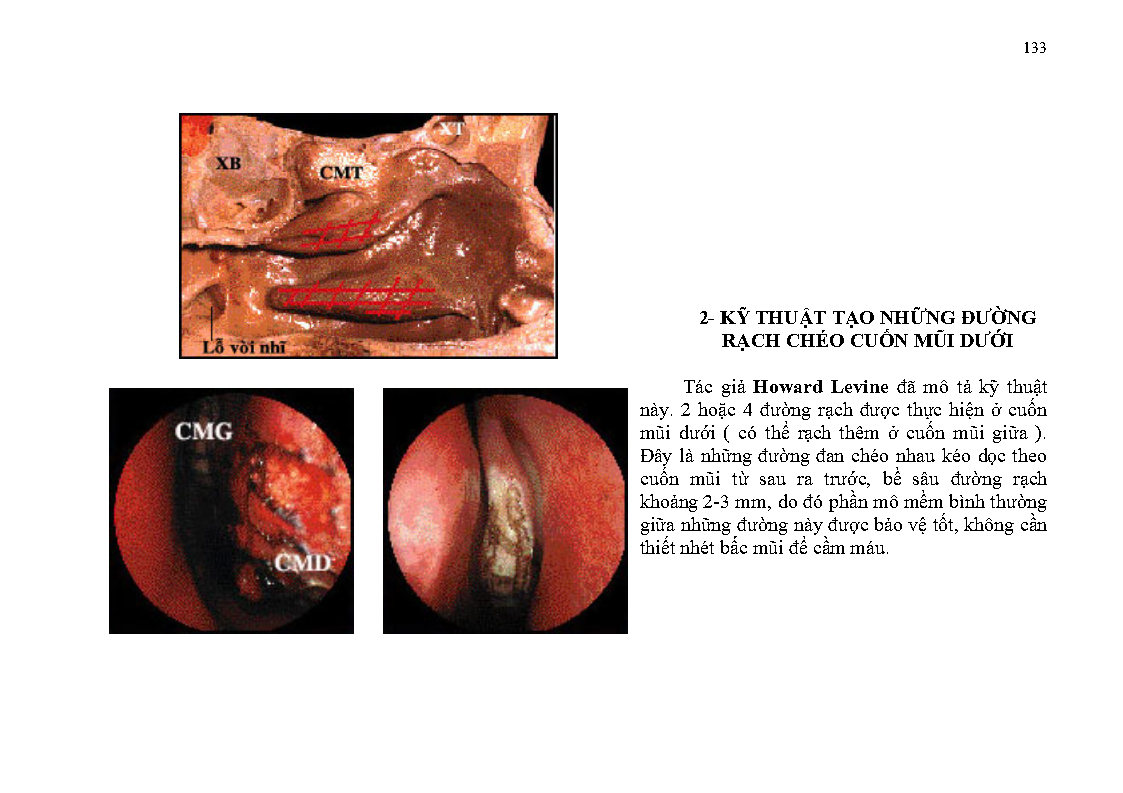 133
XT
XB
CMT
Lỗ vòi nhĩ
CMG
CMD
2- KỸ THUẬT TẠO NHỮNG ĐƯỜNG
RẠCH CHÉO CUỐN MŨI DƯỚI
Tác giả Howard Levine đã mô tả kỹ thuật
này. 2 hoặc 4 đường rạch được thực hiện ở cuốn
mũi dưới ( có thể rạch thêm ở cuốn mũi giữa ).
Đây là những đường đan chéo nhau kéo dọc theo
cuốn mũi từ sau ra trước, bề sâu đường rạch
khoảng 2-3 mm, do đó phần mô mềm bình thường
giữa những đường này được bảo vệ tốt, không cần
thiết nhét bấc mũi để cầm máu.